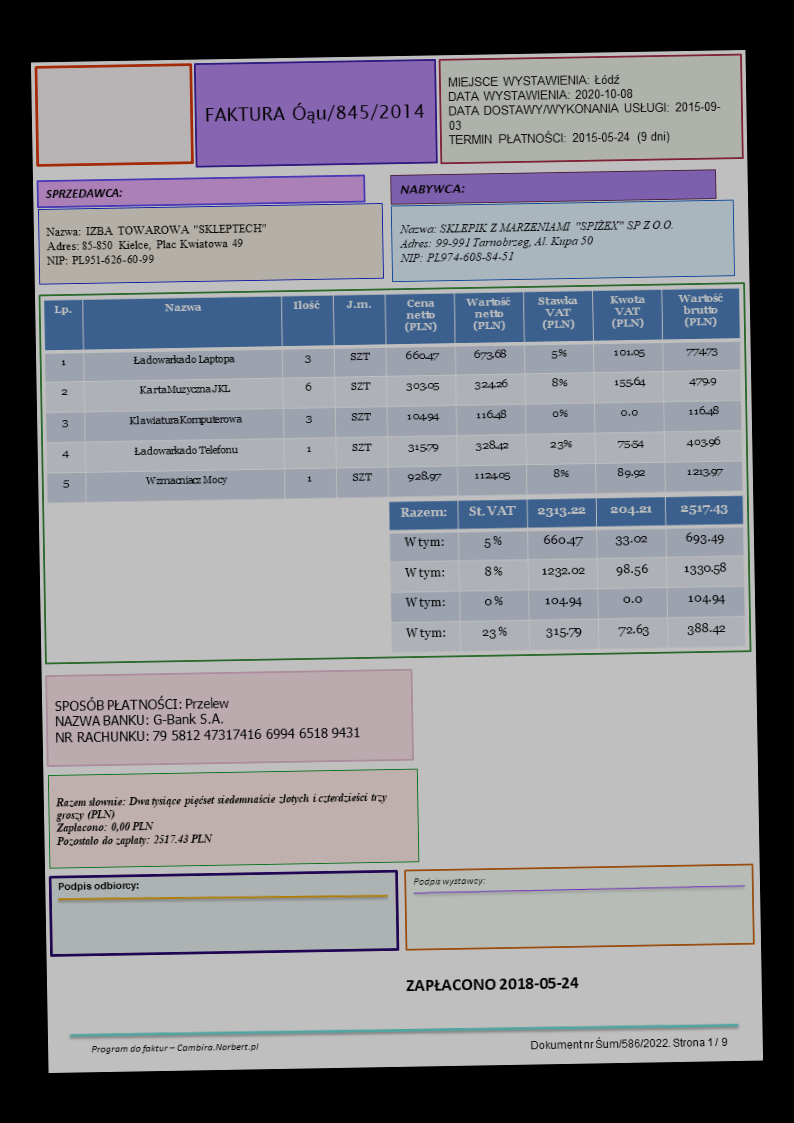 FAKTURA Óąu/845/2014
MIEJSCE WYSTAWIENIA: Łódź
DATA WYSTAWIENIA: 2020-10-08
DATA DOSTAWY/WYKONANIA USŁUGI: 2015-09-
03
TERMIN PŁATNOŚCI: 2015-05-24 (9 dni)
SPRZEDAWCA:
Nazwa: IZBA TOWAROWA "SKLEPTECH"
Adres: 85-850 Kielce, Plac Kwiatowa 49
NIP: PL951-626-60-99
NABYWCA:
Nazwa: SKLEPIK Z MARZENIAMI "SPIŻEX" SP Z O.O.
Adres: 99-991 Tarnobrzeg, Al. Kupa 50
NIP: PL974-608-84-51
Lp. Nazwa Ilość J.m. Cena netto (PLN) Wartość netto (PLN) Stawka VAT (PLN) Kwota VAT (PLN) Wartość brutto (PLN)
1 Ładowarka do Laptopa 3 SZT 660.47 673.68 5% 101.05 774.73
2 Karta Muzyczna JKL 6 SZT 303.05 324.26 8% 155.64 479.9
3 Klawiatura Komputerowa 3 SZT 104.94 116.48 0% 0.0 116.48
4 Ładowarka do Telefonu 1 SZT 315.79 328.42 23% 75.54 403.96
5 Wzmacniacz Mocy 1 SZT 928.97 1124.05 8% 89.92 1213.97
Razem: St. VAT 2313.22 204.21 2517.43
W tym: 5% 660.47 33.02 693.49
W tym: 8% 1232.02 98.56 1330.58
W tym: 0% 104.94 0.0 104.94
W tym: 23% 315.79 72.63 388.42
SPOSÓB PŁATNOŚCI: Przelew
NAZWA BANKU: G-Bank S.A.
NR RACHUNKU: 79 5812 47317416 6994 6518 9431
Razem słownie: Dwa tysiące pięćset siedemnaście złotych i czterdzieści trzy
groszy (PLN)
Zapłacono: 0,00 PLN
Pozostało do zapłaty: 2517.43 PLN
Podpis odbiorcy:
Podpis wystawcy:
ZAPŁACONO 2018-05-24
Program do faktur – Cambira.Norbert.pl
Dokument nr Śum/586/2022. Strona 1 / 9